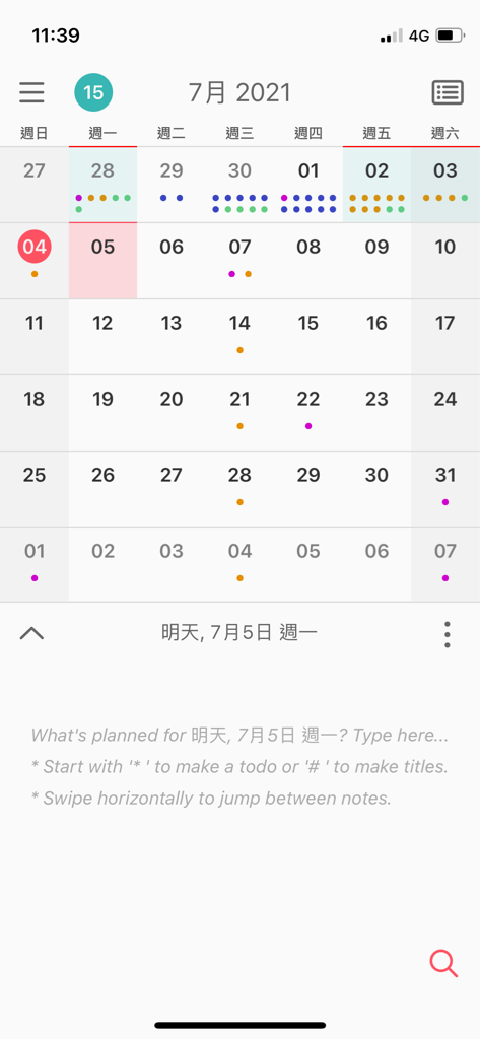 11:39 4G
15 7月 2021
週日 週一 週二 週三 週四 週五 週六
27 28 29 30 01 02 03
04 05 06 07 08 09 10
11 12 13 14 15 16 17
18 19 20 21 22 23 24
25 26 27 28 29 30 31
01 02 03 04 05 06 07
明天, 7月5日 週一
What's planned for 明天, 7月5日 週一? Type here...
* Start with '* ' to make a todo or '# ' to make titles.
* Swipe horizontally to jump between notes.